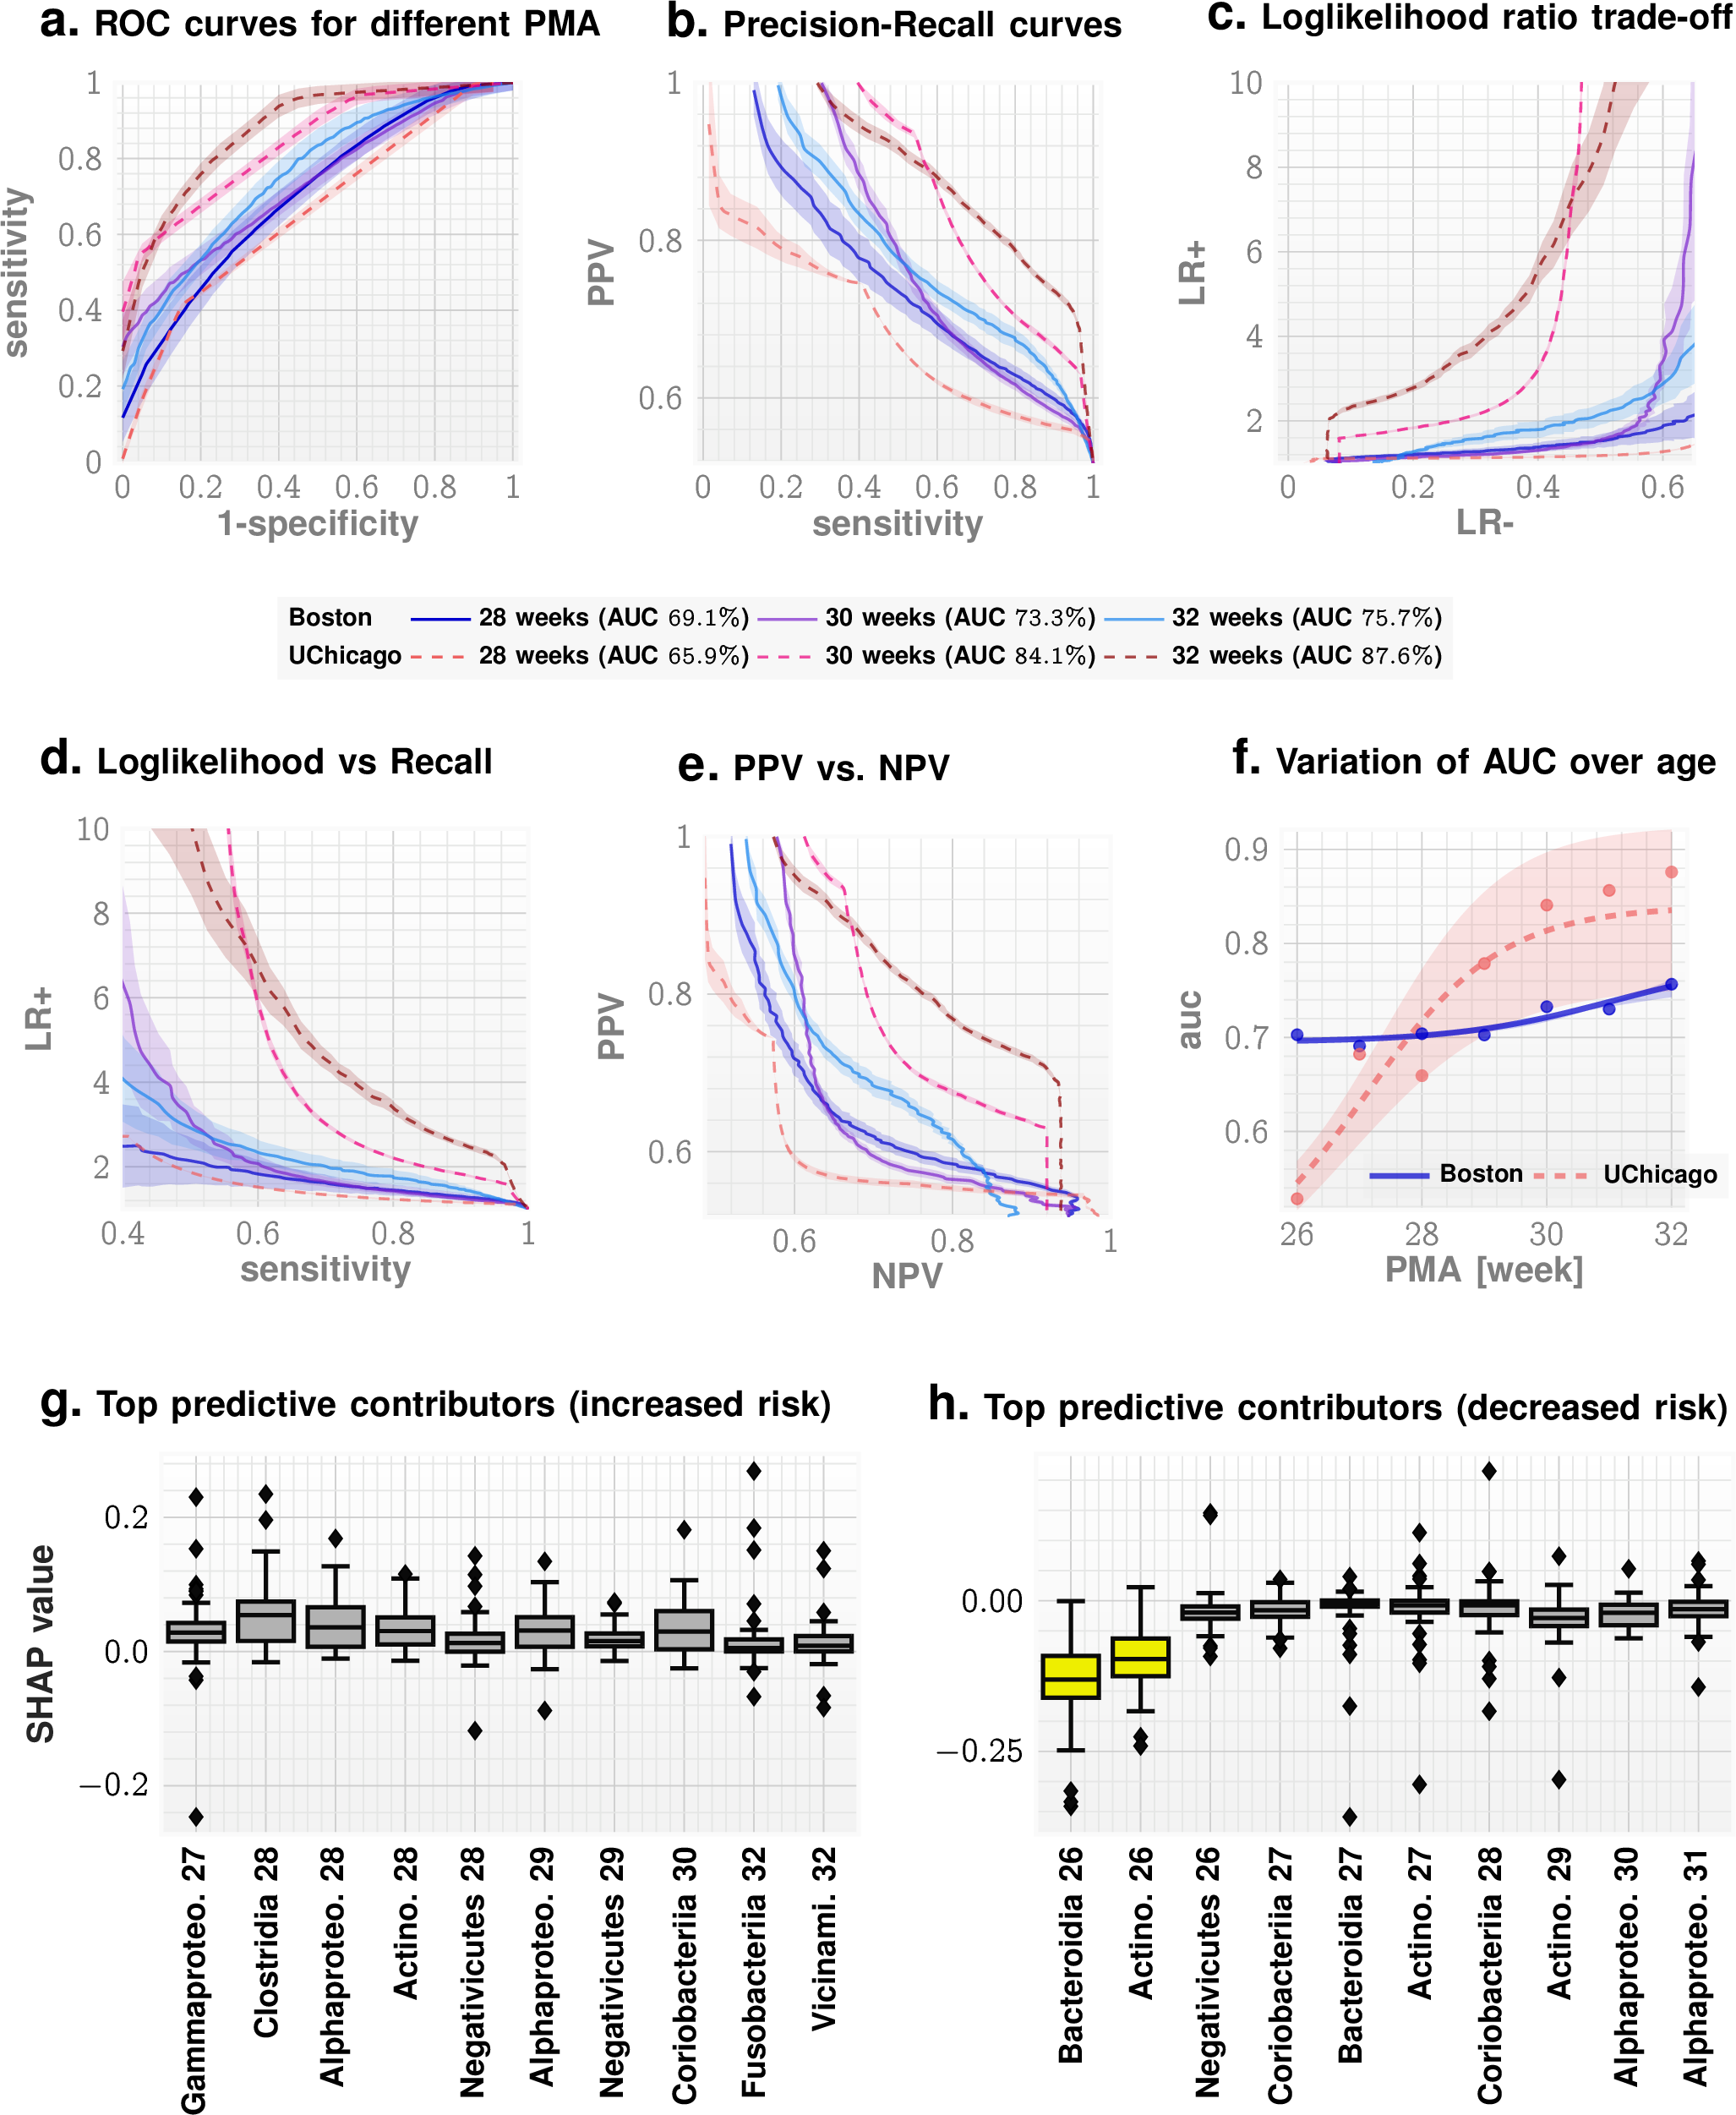 a. ROC curves for different PMA
b. Precision-Recall curves
c. Loglikelihood ratio trade-off
sensitivity
1
0.8
0.6
0.4
0.2
0
0 0.2 0.4 0.6 0.8 1
1-specificity
PPV
1
0.8
0.6
0 0.2 0.4 0.6 0.8 1
sensitivity
LR+
10
8
6
4
2
0 0.2 0.4 0.6
LR-
Boston 28 weeks (AUC 69.1%) 30 weeks (AUC 73.3%) 32 weeks (AUC 75.7%)
UChicago 28 weeks (AUC 65.9%) 30 weeks (AUC 84.1%) 32 weeks (AUC 87.6%)
d. Loglikelihood vs Recall
e. PPV vs. NPV
f. Variation of AUC over age
LR+
10
8
6
4
2
0.4 0.6 0.8 1
sensitivity
PPV
1
0.8
0.6
0.6 0.8 1
NPV
auc
0.9
0.8
0.7
0.6
Boston UChicago
26 28 30 32
PMA [week]
g. Top predictive contributors (increased risk)
h. Top predictive contributors (decreased risk)
SHAP value
0.2
0.0
−0.2
Gammaproteo. 27
Clostridia 28
Alphaproteo. 28
Actino. 28
Negativicutes 28
Alphaproteo. 29
Negativicutes 29
Coriobacteriia 30
Fusobacteriia 32
Vicinami. 32
0.00
−0.25
Bacteroidia 26
Actino. 26
Negativicutes 26
Coriobacteriia 27
Bacteroidia 27
Actino. 27
Coriobacteriia 28
Actino. 29
Alphaproteo. 30
Alphaproteo. 31